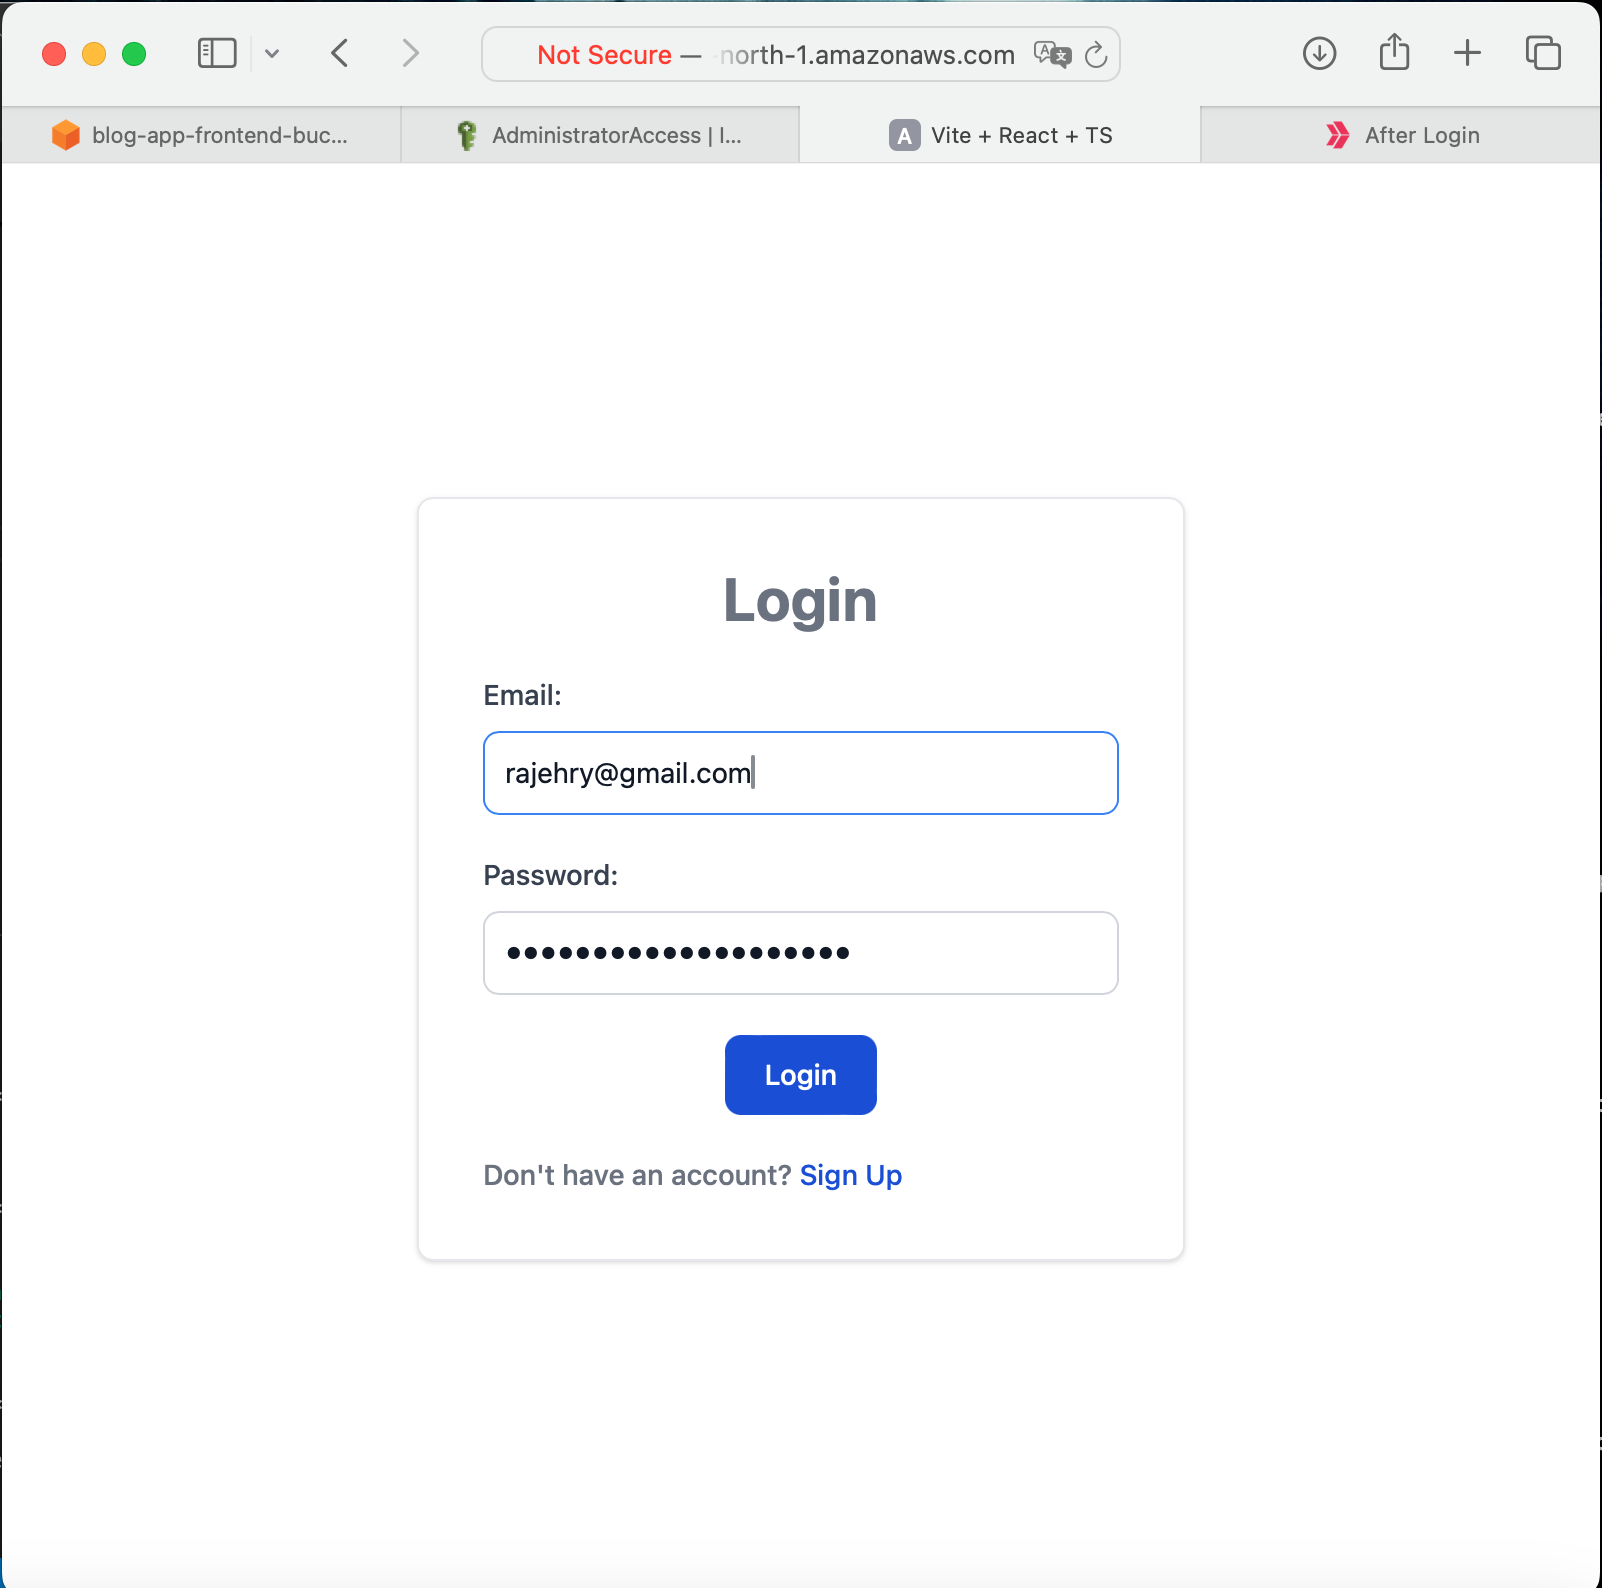 Not Secure — -north-1.amazonaws.com
blog-app-frontend-buc...
AdministratorAccess | I...
A Vite + React + TS
After Login
Login
Email:
rajehry@gmail.com
Password:
Login
Don't have an account? Sign Up